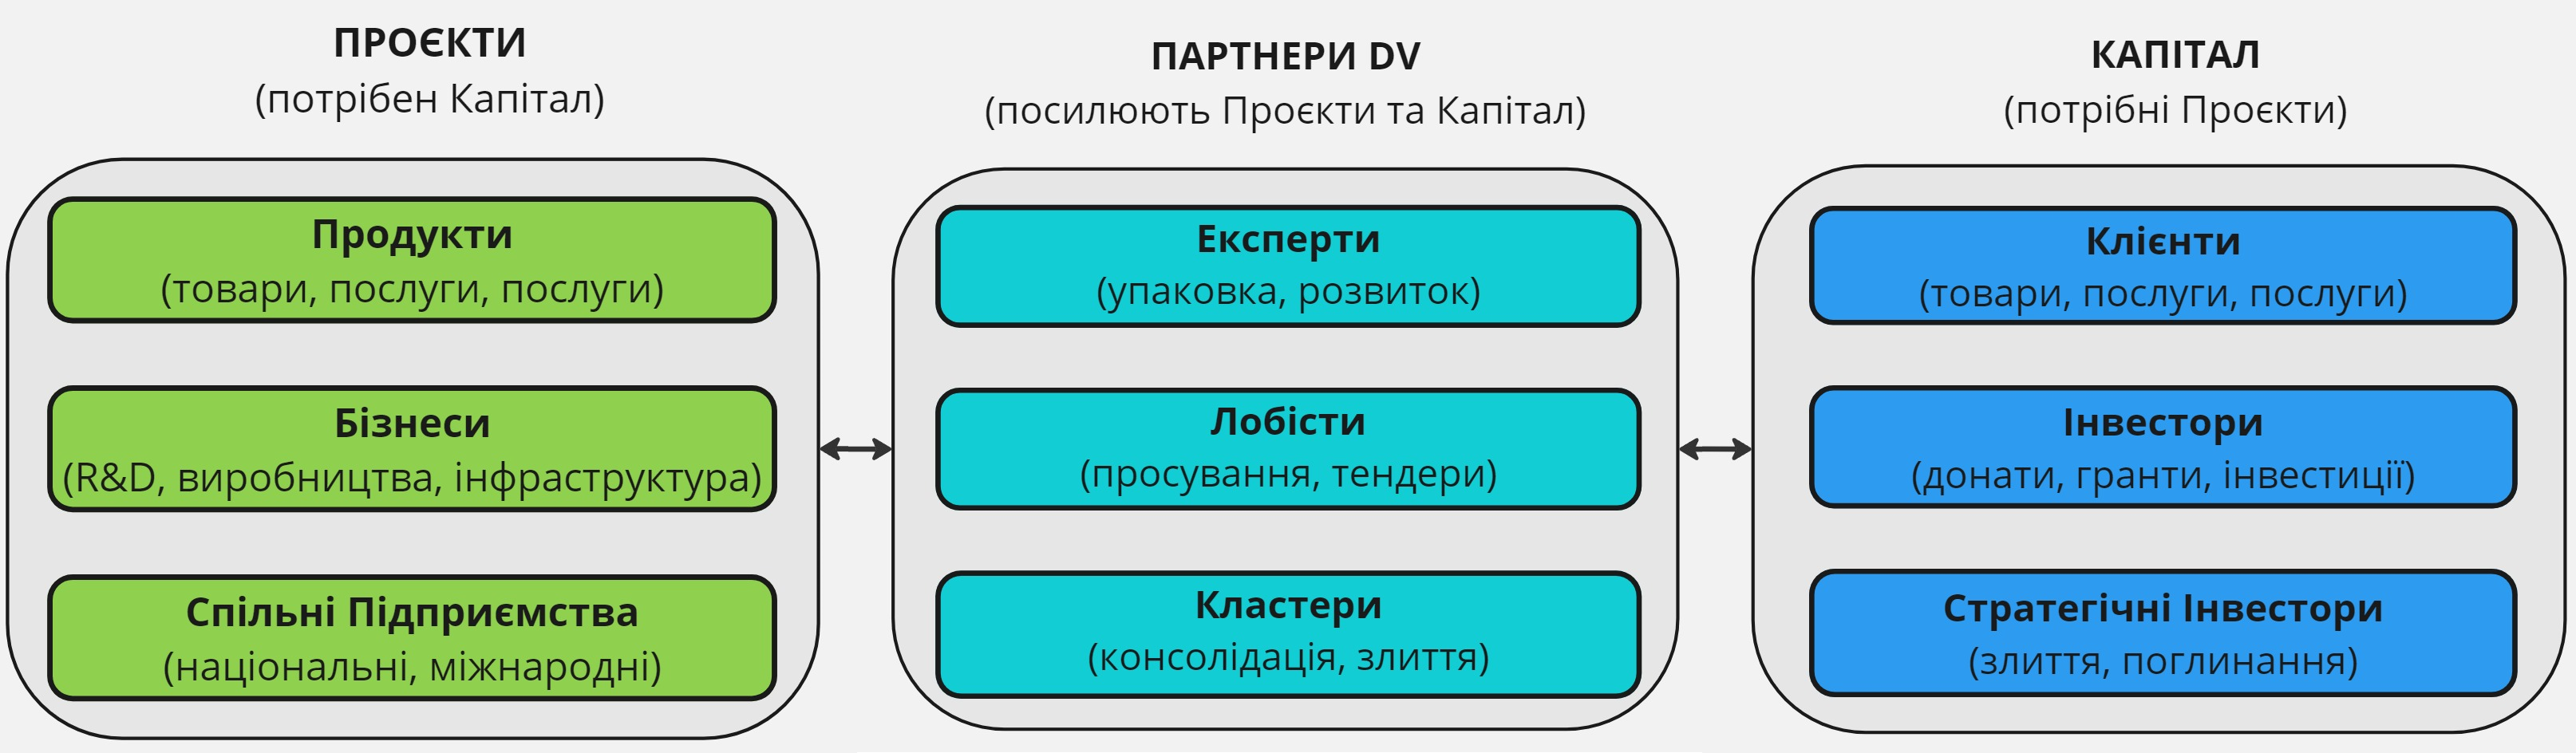 ПРОЄКТИ
(потрібен Капітал)
Продукти
(товари, послуги, послуги)
Бізнеси
(R&D, виробництва, інфраструктура)
Спільні Підприємства
(національні, міжнародні)
ПАРТНЕРИ DV
(посилюють Проєкти та Капітал)
Експерти
(упаковка, розвиток)
Лобісти
(просування, тендери)
Кластери
(консолідація, злиття)
КАПІТАЛ
(потрібні Проєкти)
Клієнти
(товари, послуги, послуги)
Інвестори
(донати, гранти, інвестиції)
Стратегічні Інвестори
(злиття, поглинання)